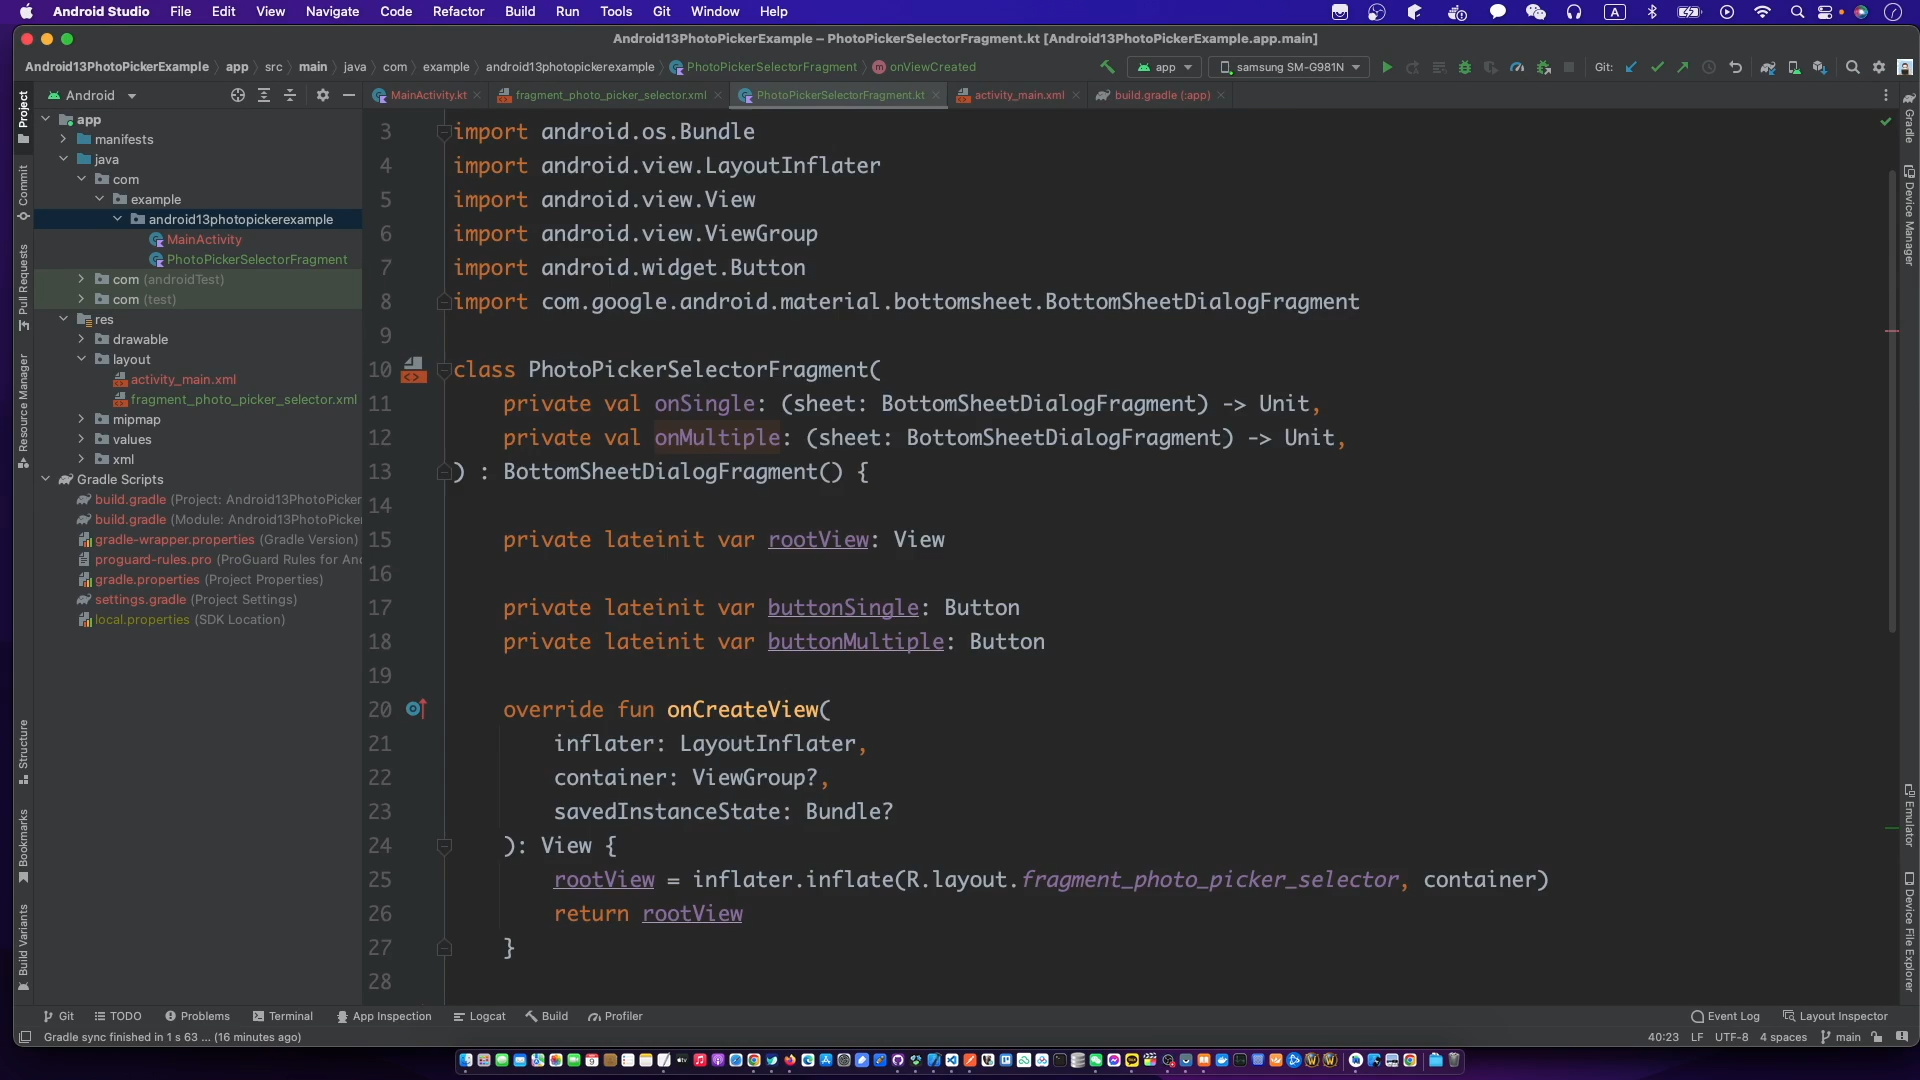 Android Studio File Edit View Navigate Code Refactor Build Run Tools Git Window Help A
Android13PhotoPickerExample – PhotoPickerSelectorFragment.kt [Android13PhotoPickerExample.app.main]
Android13PhotoPickerExample app src main java com example android13photopickerexample PhotoPickerSelectorFragment onViewCreated app samsung SM-G981N Git:
Android MainActivity.kt fragment_photo_picker_selector.xml PhotoPickerSelectorFragment.kt activity_main.xml build.gradle (:app)
Project
Commit
Pull Requests
Resource Manager
Structure
Bookmarks
Build Variants
app
manifests
java
com
example
android13photopickerexample
MainActivity
PhotoPickerSelectorFragment
com (androidTest)
com (test)
res
drawable
layout
activity_main.xml
fragment_photo_picker_selector.xml
mipmap
values
xml
Gradle Scripts
build.gradle (Project: Android13PhotoPicker
build.gradle (Module: Android13PhotoPicke
gradle-wrapper.properties (Gradle Version)
proguard-rules.pro (ProGuard Rules for An
gradle.properties (Project Properties)
settings.gradle (Project Settings)
local.properties (SDK Location)
3 import android.os.Bundle
4 import android.view.LayoutInflater
5 import android.view.View
6 import android.view.ViewGroup
7 import android.widget.Button
8 import com.google.android.material.bottomsheet.BottomSheetDialogFragment
9
10 class PhotoPickerSelectorFragment(
11 private val onSingle: (sheet: BottomSheetDialogFragment) -> Unit,
12 private val onMultiple: (sheet: BottomSheetDialogFragment) -> Unit,
13 ) : BottomSheetDialogFragment() {
14
15 private lateinit var rootView: View
16
17 private lateinit var buttonSingle: Button
18 private lateinit var buttonMultiple: Button
19
20 override fun onCreateView(
21 inflater: LayoutInflater,
22 container: ViewGroup?,
23 savedInstanceState: Bundle?
24 ): View {
25 rootView = inflater.inflate(R.layout.fragment_photo_picker_selector, container)
26 return rootView
27 }
28
Gradle
Device Manager
Emulator
Device File Explorer
Git TODO Problems Terminal App Inspection Logcat Build Profiler Event Log Layout Inspector
Gradle sync finished in 1 s 63 ... (16 minutes ago) 40:23 LF UTF-8 4 spaces main